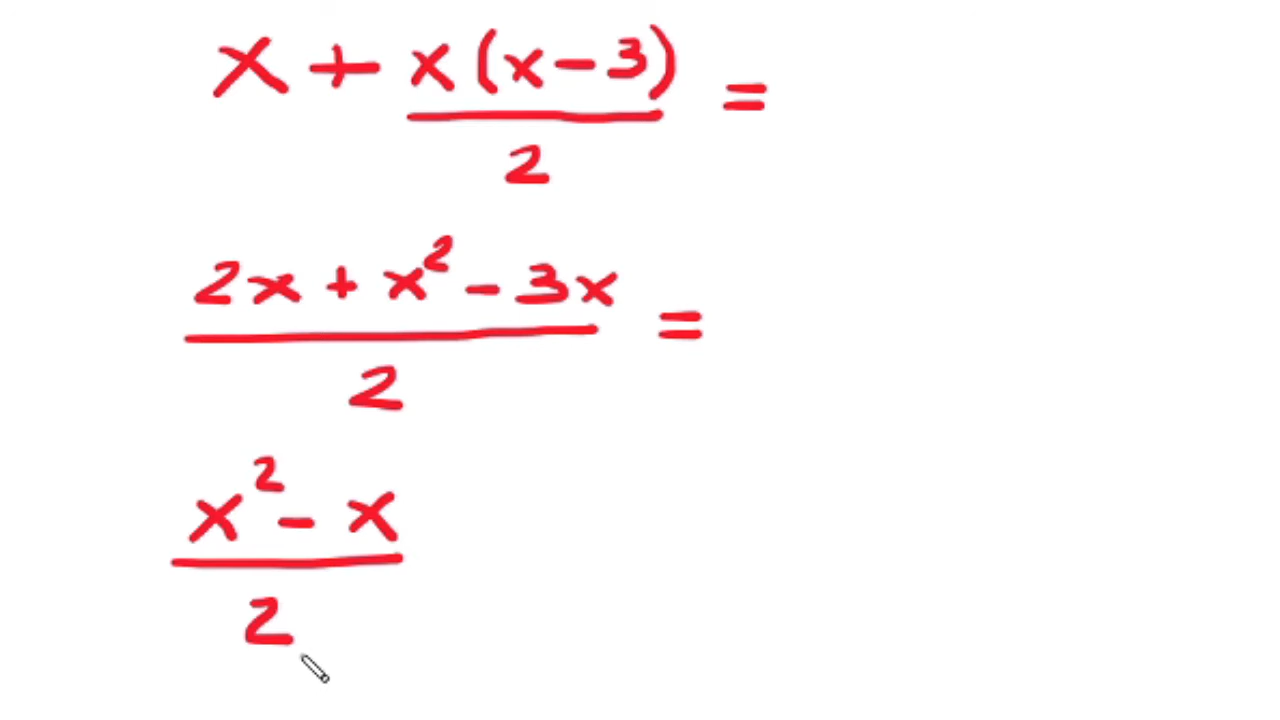 x + x(x-3)/2 =
2x + x² - 3x/2 =
x² - x/2